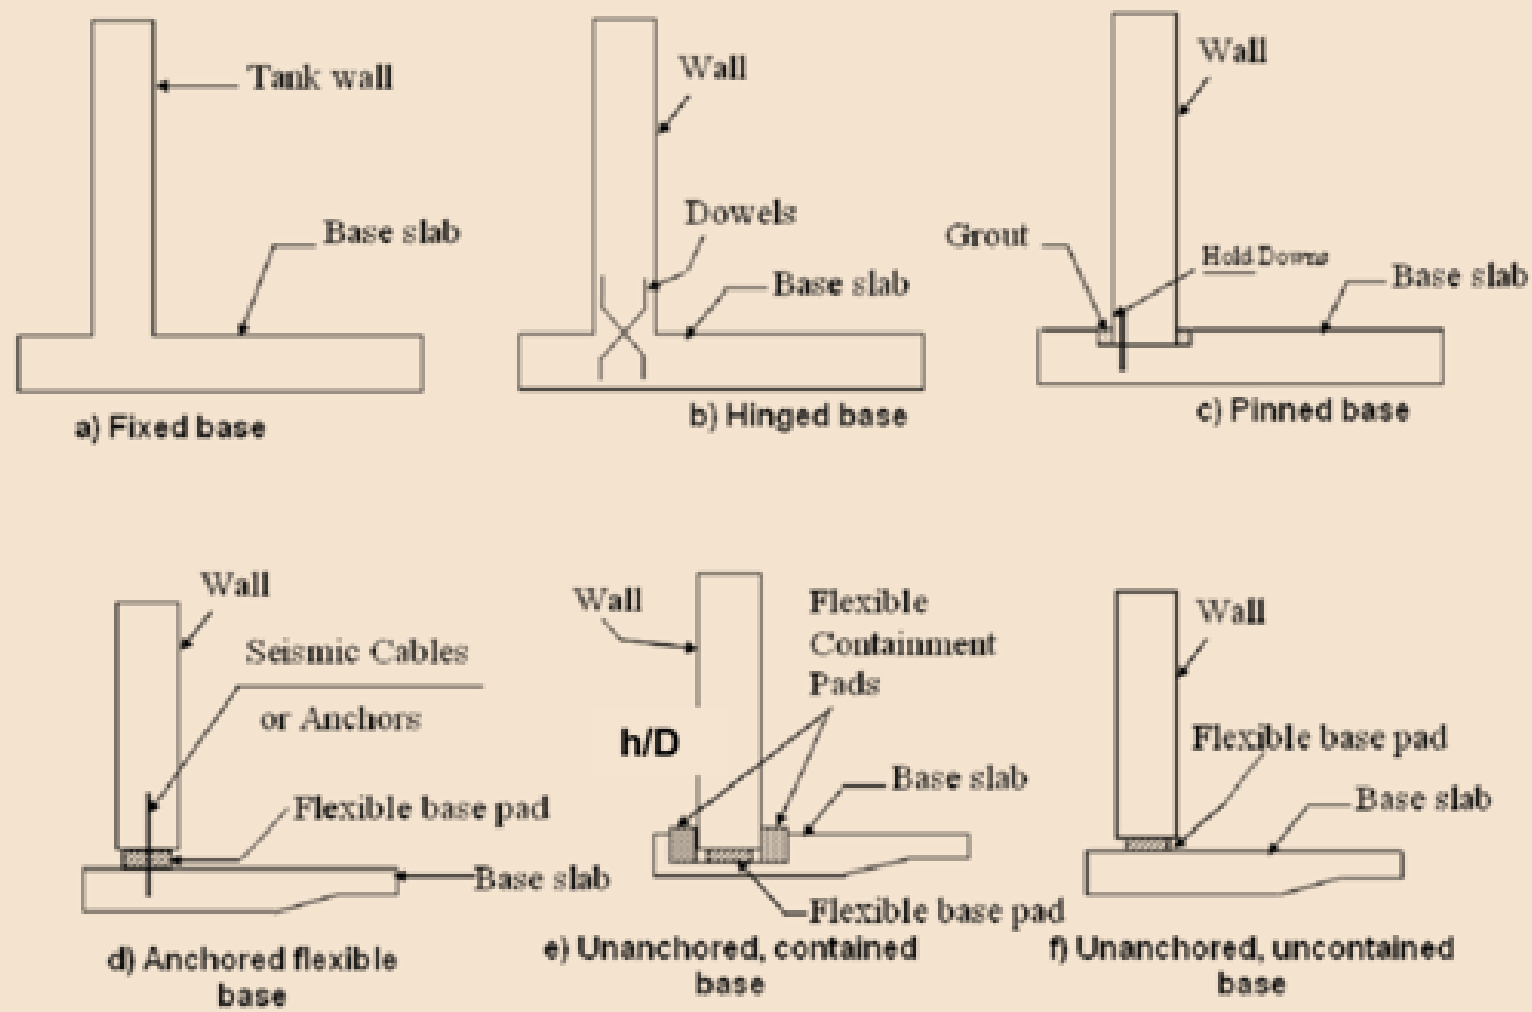 Tank wall
Base slab
a) Fixed base
Wall
Dowels
Base slab
b) Hinged base
Wall
Grout
Hold Downs
Base slab
c) Pinned base
Wall
Seismic Cables
or Anchors
Flexible base pad
Base slab
d) Anchored flexible
base
Wall
Flexible
Containment
Pads
h/D
Base slab
Flexible base pad
e) Unanchored, contained
base
Wall
Flexible base pad
Base slab
f) Unanchored, uncontained
base